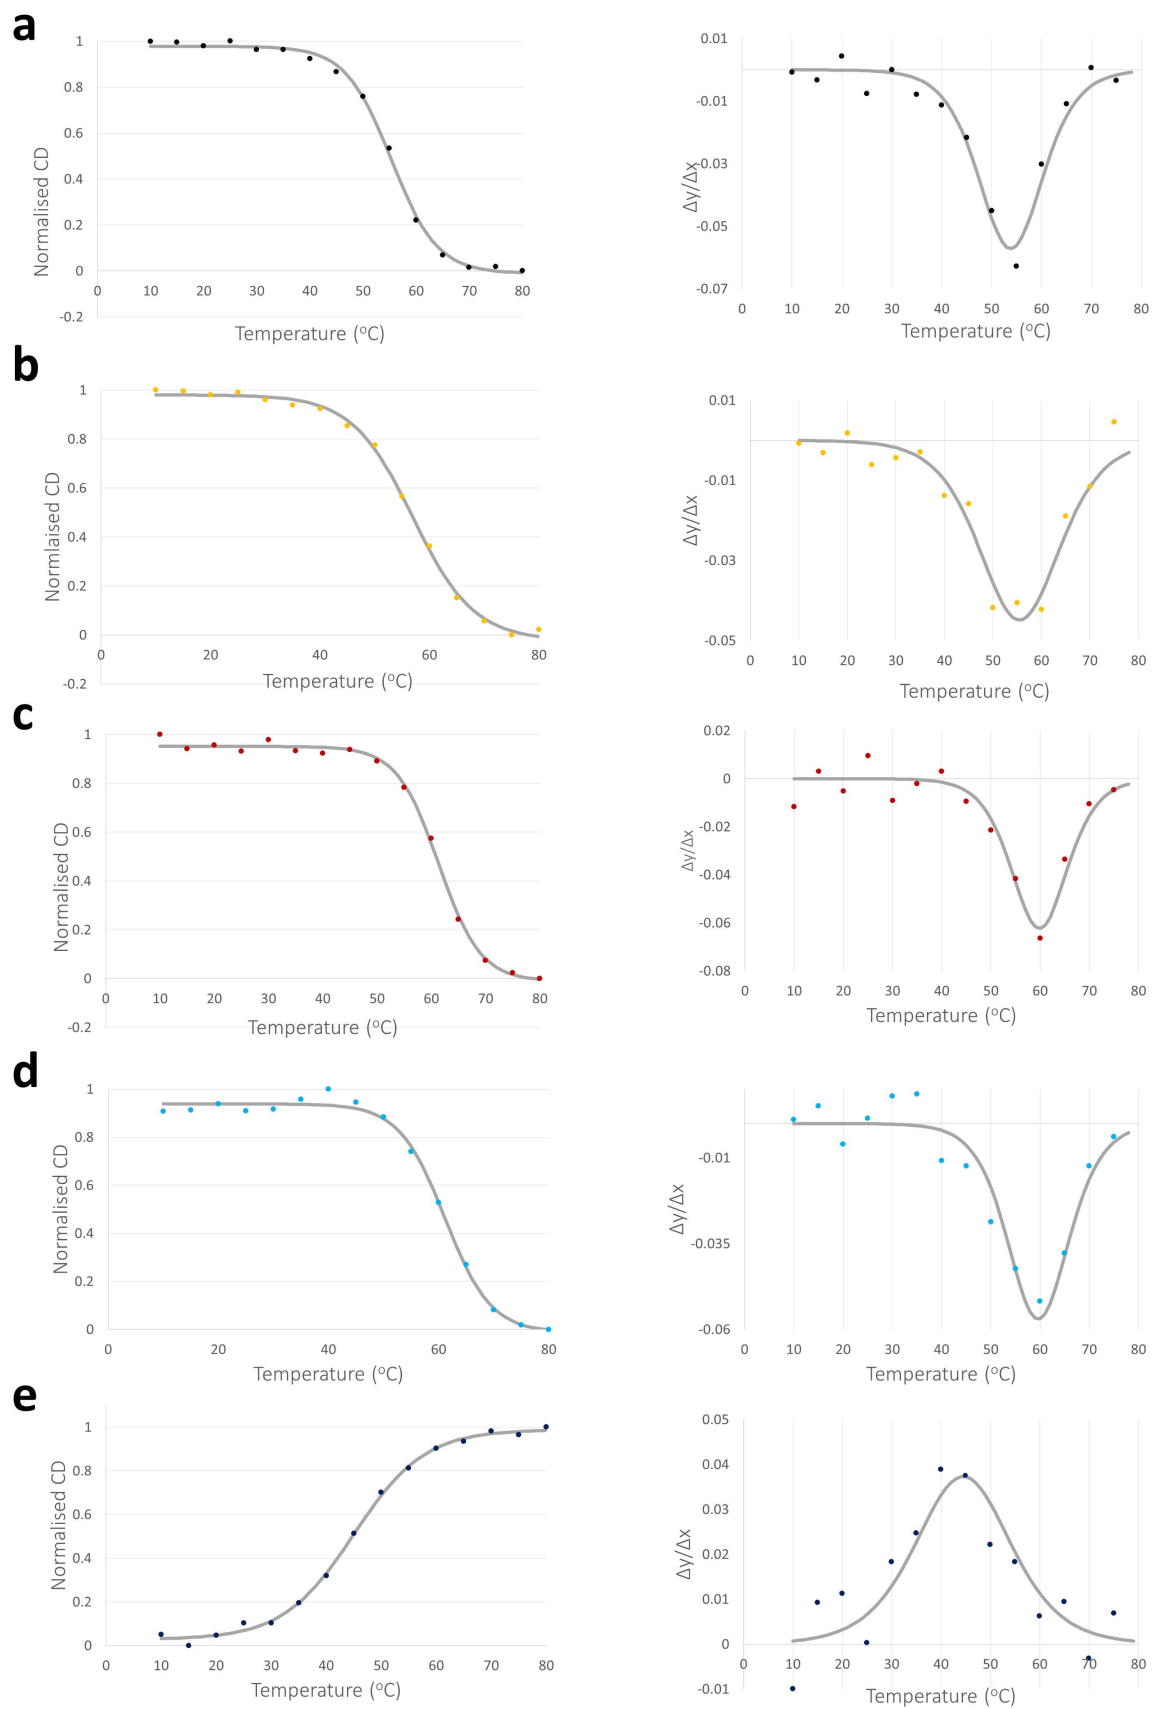 a
1
0.8
0.6
0.4
0.2
0
-0.2
Normalised CD
0 10 20 30 40 50 60 70 80
Temperature (°C)
0.01
-0.01
-0.03
-0.05
-0.07
Δy/Δx
0 10 20 30 40 50 60 70 80
Temperature (°C)
b
1
0.8
0.6
0.4
0.2
0
-0.2
Normlaised CD
0 20 40 60 80
Temperature (°C)
0.01
-0.01
-0.03
-0.05
Δy/Δx
0 10 20 30 40 50 60 70 80
Temperature (°C)
c
1
0.8
0.6
0.4
0.2
0
-0.2
Normalised CD
0 10 20 30 40 50 60 70 80
Temperature (°C)
0.02
0
-0.02
-0.04
-0.06
-0.08
Δy/Δx
0 10 20 30 40 50 60 70 80
Temperature (°C)
d
1
0.8
0.6
0.4
0.2
0
Normalised CD
0 20 40 60 80
Temperature (°C)
-0.01
-0.035
-0.06
Δy/Δx
0 10 20 30 40 50 60 70 80
Temperature (°C)
e
1
0.8
0.6
0.4
0.2
0
Normalised CD
0 10 20 30 40 50 60 70 80
Temperature (°C)
0.05
0.04
0.03
0.02
0.01
0
-0.01
Δy/Δx
0 10 20 30 40 50 60 70 80
Temperature (°C)